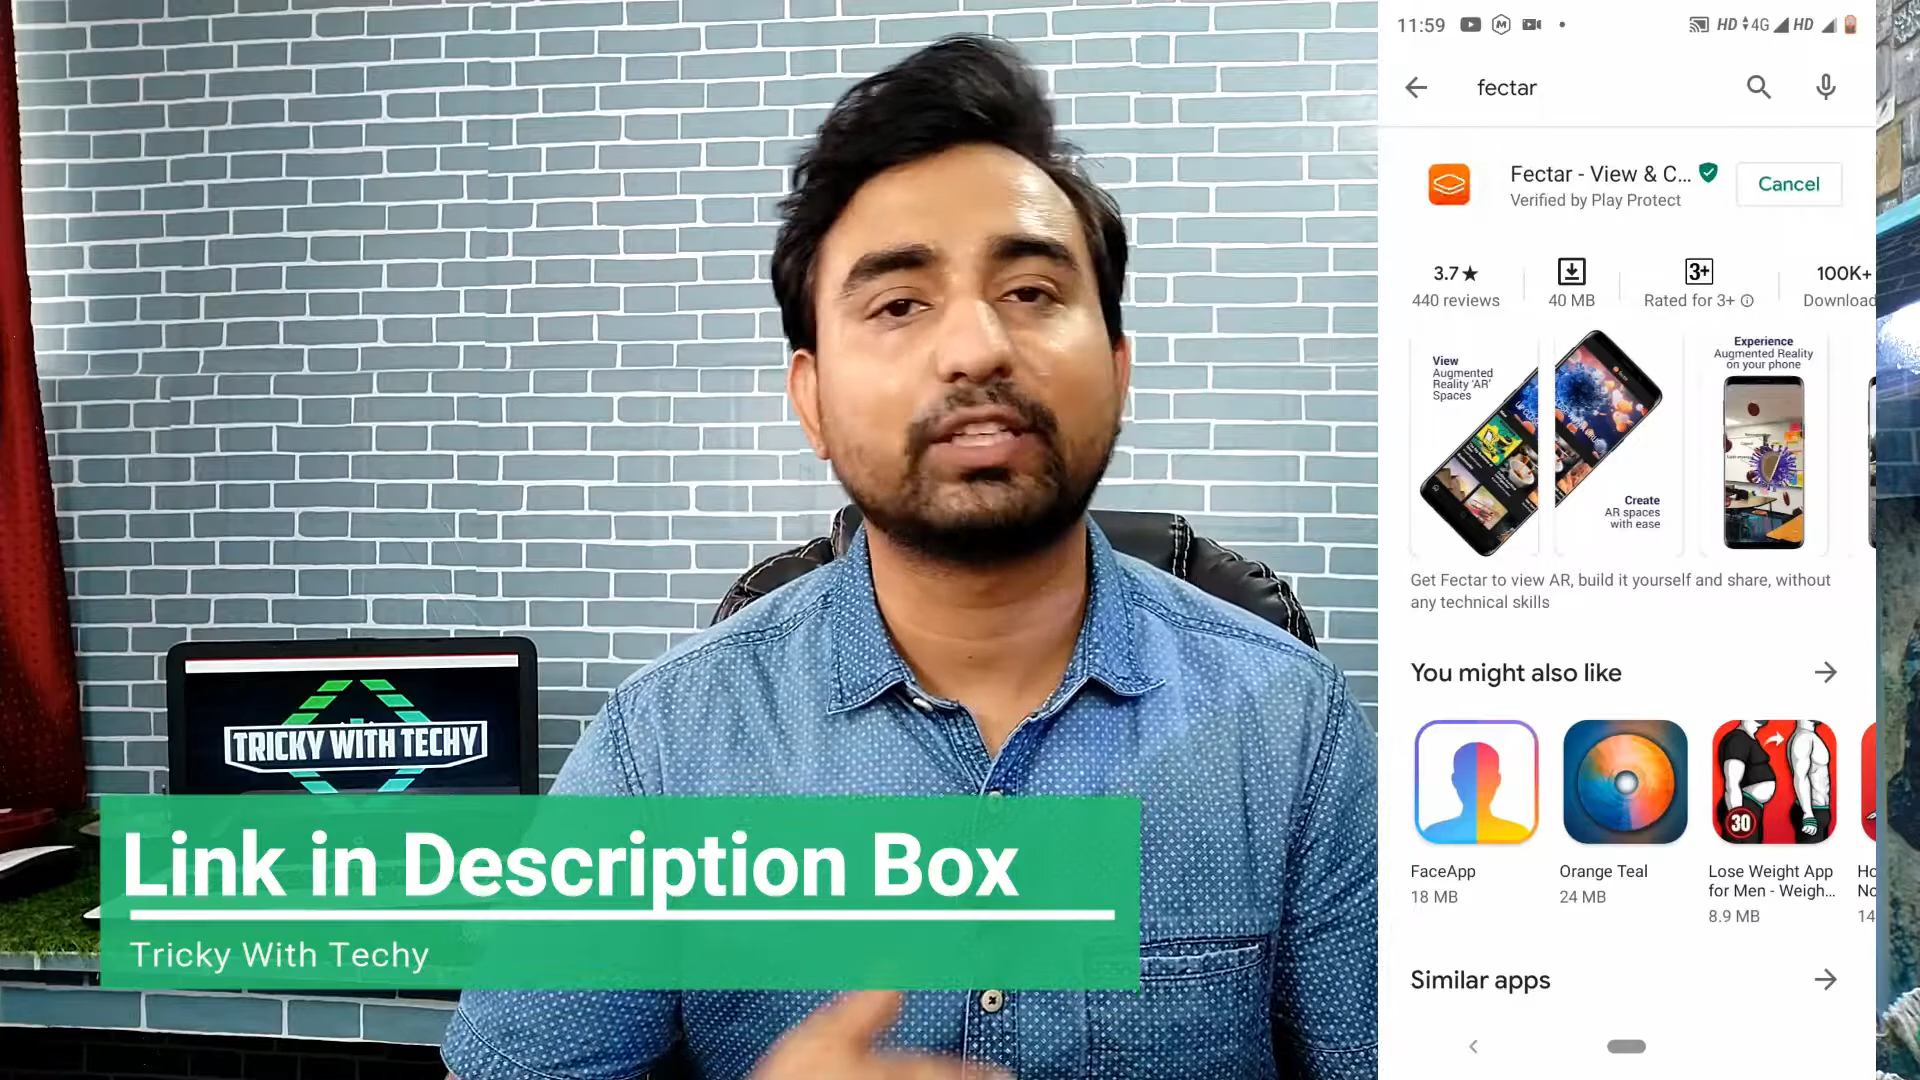 TRICKY WITH TECHY
Link in Description Box
Tricky With Techy
11:59
HD 4G HD
fectar
Fectar - View & C...
Verified by Play Protect
Cancel
3.7★
440 reviews
40 MB
3+
Rated for 3+
100K+
Download
View
Augmented
Reality 'AR'
Spaces
Create
AR spaces
with ease
Experience
Augmented Reality
on your phone
Get Fectar to view AR, build it yourself and share, without
any technical skills
You might also like
FaceApp
18 MB
Orange Teal
24 MB
30
Lose Weight App
for Men - Weigh...
8.9 MB
Ho
No
14
Similar apps